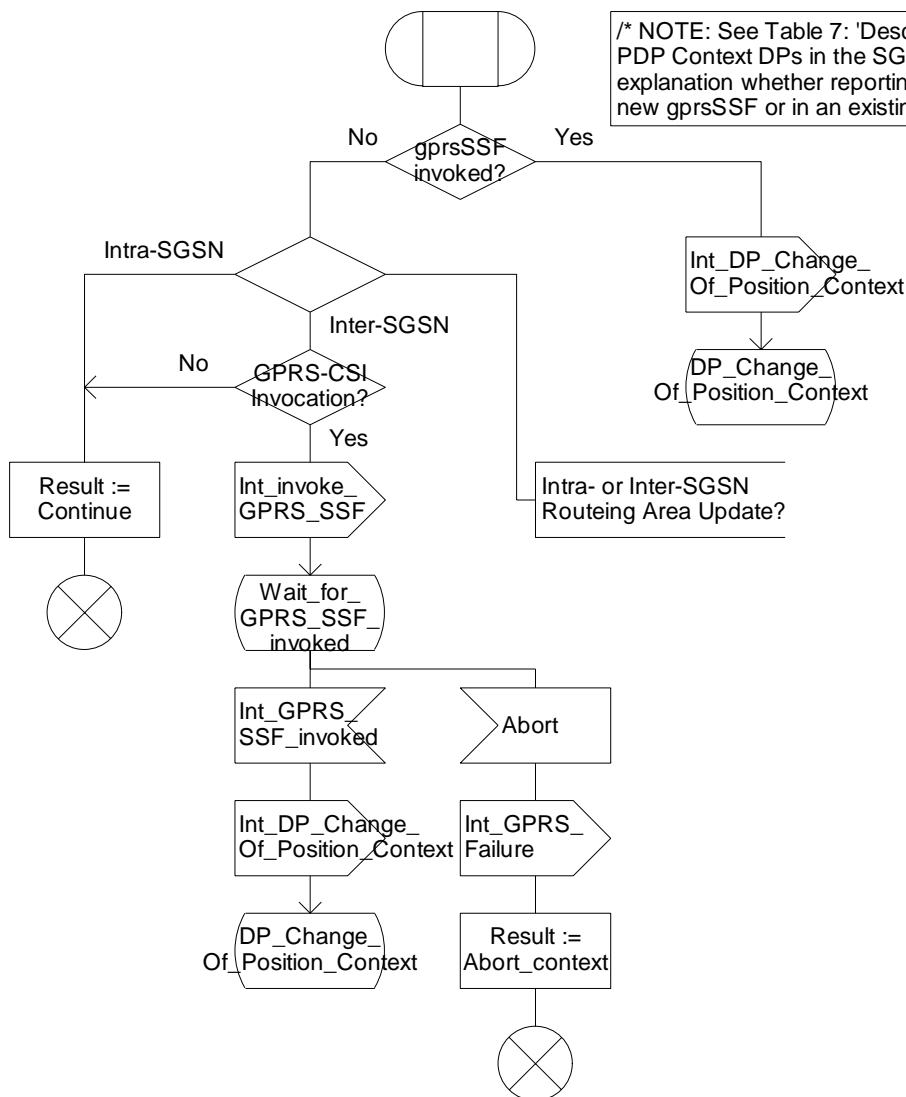 /* NOTE: See Table 7: 'Desc
PDP Context DPs in the SG
explanation whether reportin
new gprsSSF or in an existin
No
gprsSSF
invoked?
Yes
Intra-SGSN
Inter-SGSN
Int_DP_Change_
Of_Position_Context
No
GPRS-CSI
Invocation?
DP_Change_
Of_Position_Context
Yes
Result :=
Continue
Int_invoke_
GPRS_SSF
Intra- or Inter-SGSN
Routeing Area Update?
Wait_for_
GPRS_SSF_
invoked
Int_GPRS_
SSF_invoked
Abort
Int_DP_Change_
Of_Position_Context
Int_GPRS_
Failure
DP_Change_
Of_Position_Context
Result :=
Abort_context